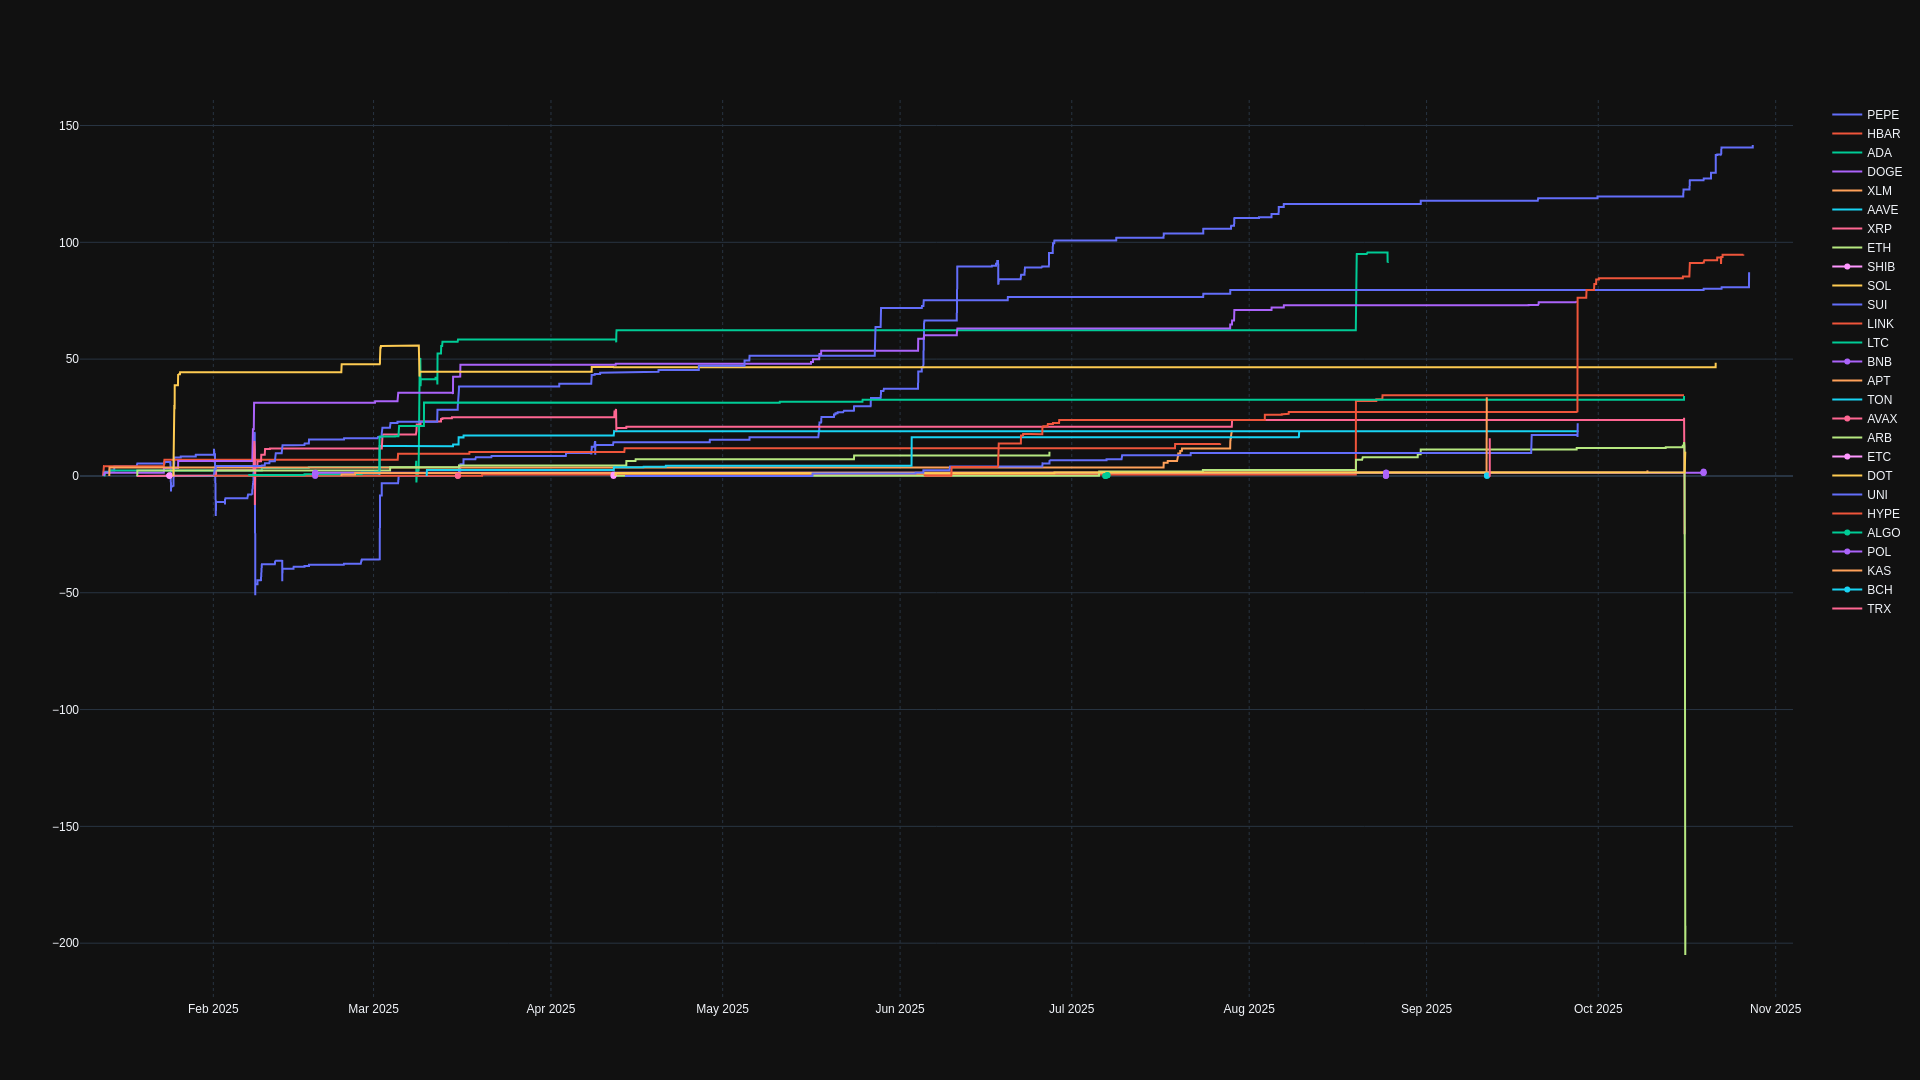 150
100
50
0
−50
−100
−150
−200
Feb 2025
Mar 2025
Apr 2025
May 2025
Jun 2025
Jul 2025
Aug 2025
Sep 2025
Oct 2025
Nov 2025
PEPE
HBAR
ADA
DOGE
XLM
AAVE
XRP
ETH
SHIB
SOL
SUI
LINK
LTC
BNB
APT
TON
AVAX
ARB
ETC
DOT
UNI
HYPE
ALGO
POL
KAS
BCH
TRX